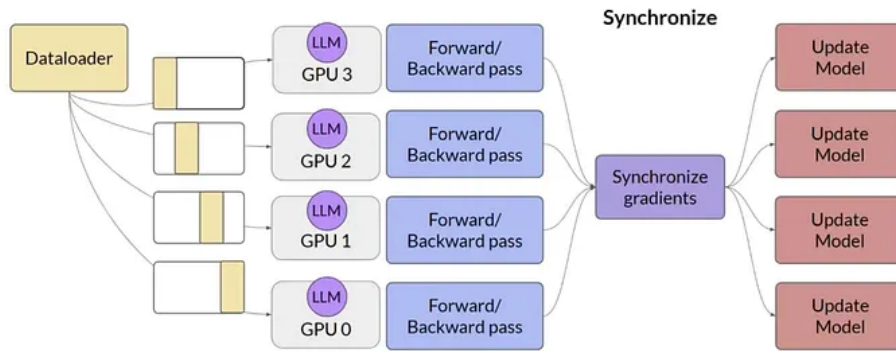 Synchronize
Dataloader
LLM
GPU 3
Forward/
Backward pass
Update
Model
LLM
GPU 2
Forward/
Backward pass
Update
Model
Synchronize
gradients
LLM
GPU 1
Forward/
Backward pass
Update
Model
LLM
GPU 0
Forward/
Backward pass
Update
Model